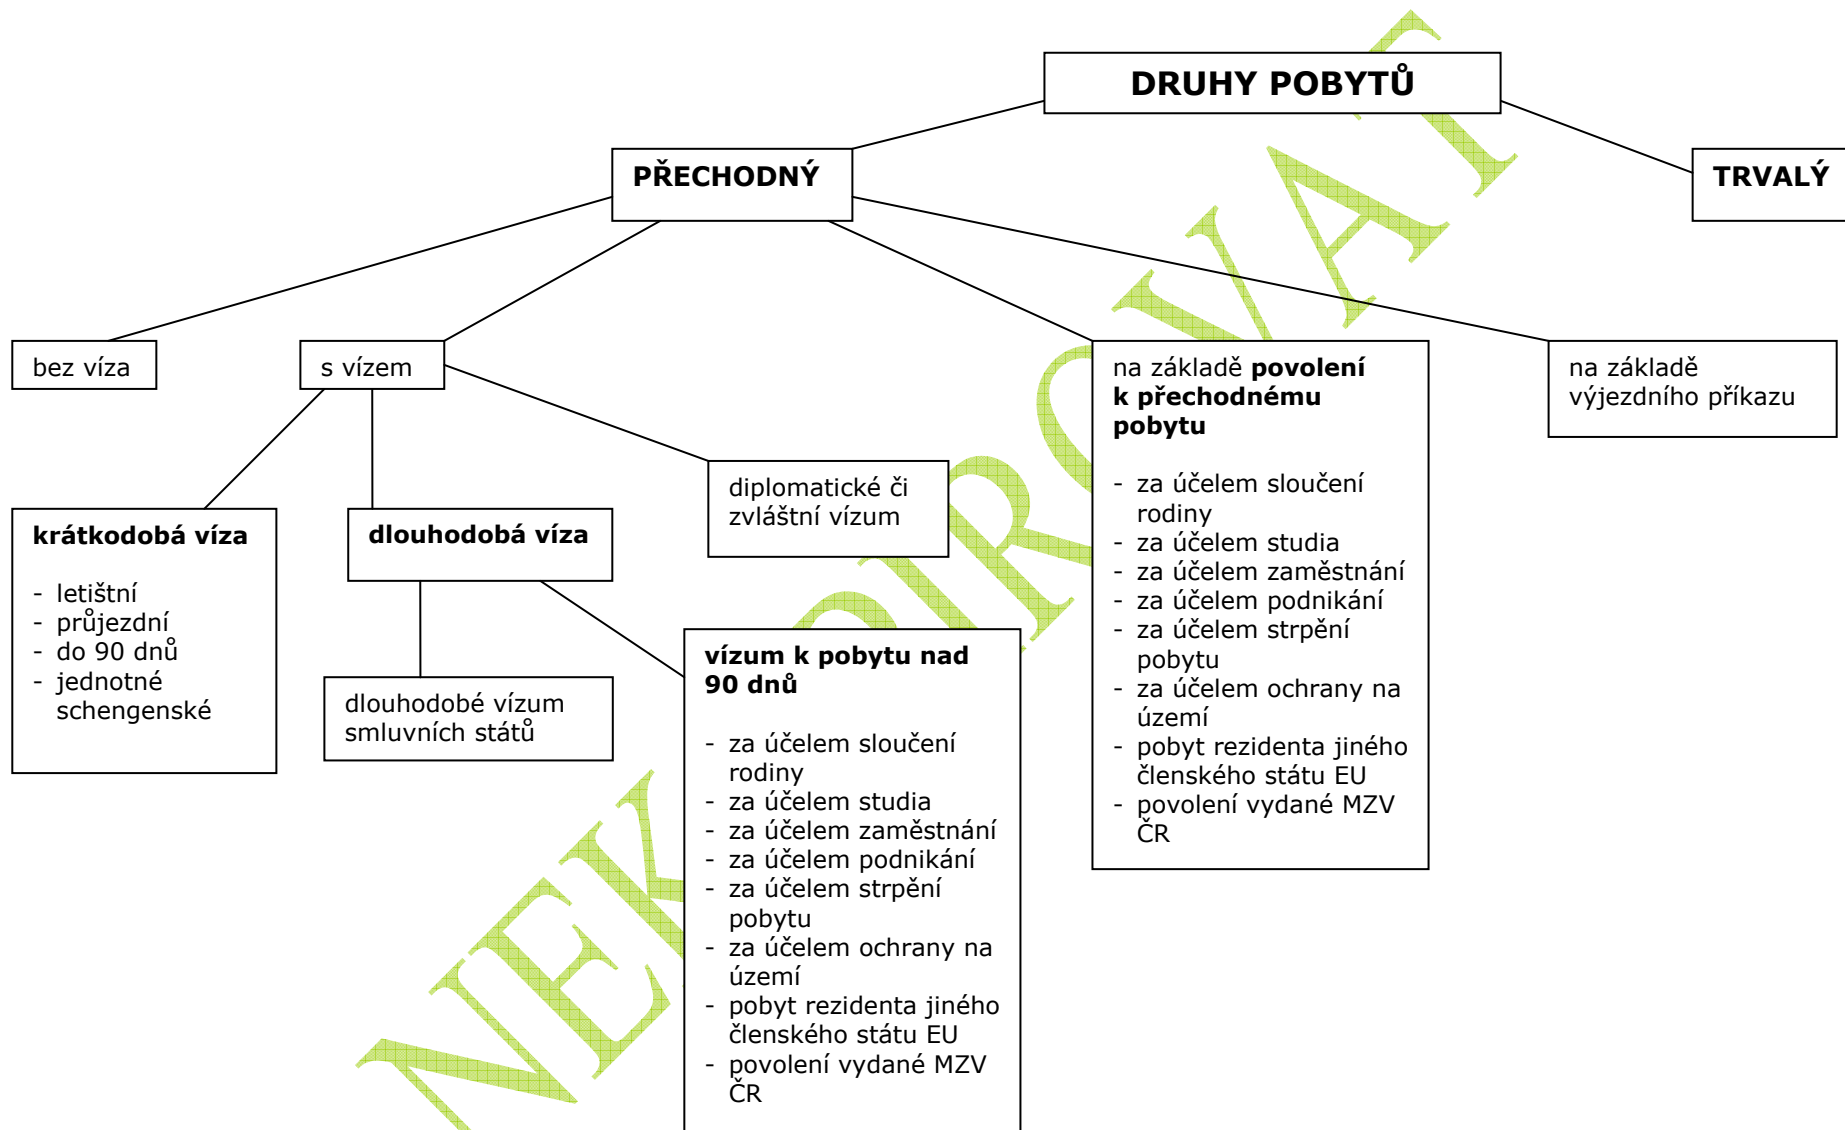 DRUHY POBYTŮ
PŘECHODNÝ
TRVALÝ
bez víza
s vízem
na základě povolení
k přechodnému
pobytu
- za účelem sloučení
rodiny
- za účelem studia
- za účelem zaměstnání
- za účelem podnikání
- za účelem strpění
pobytu
- za účelem ochrany na
území
- pobyt rezidenta jiného
členského státu EU
- povolení vydané MZV
ČR
na základě
výjezdního příkazu
diplomatické či
zvláštní vízum
krátkodobá víza
- letištní
- průjezdní
- do 90 dnů
- jednotné
schengenské
dlouhodobá víza
dlouhodobé vízum
smluvních států
vízum k pobytu nad
90 dnů
- za účelem sloučení
rodiny
- za účelem studia
- za účelem zaměstnání
- za účelem podnikání
- za účelem strpění
pobytu
- za účelem ochrany na
území
- pobyt rezidenta jiného
členského státu EU
- povolení vydané MZV
ČR